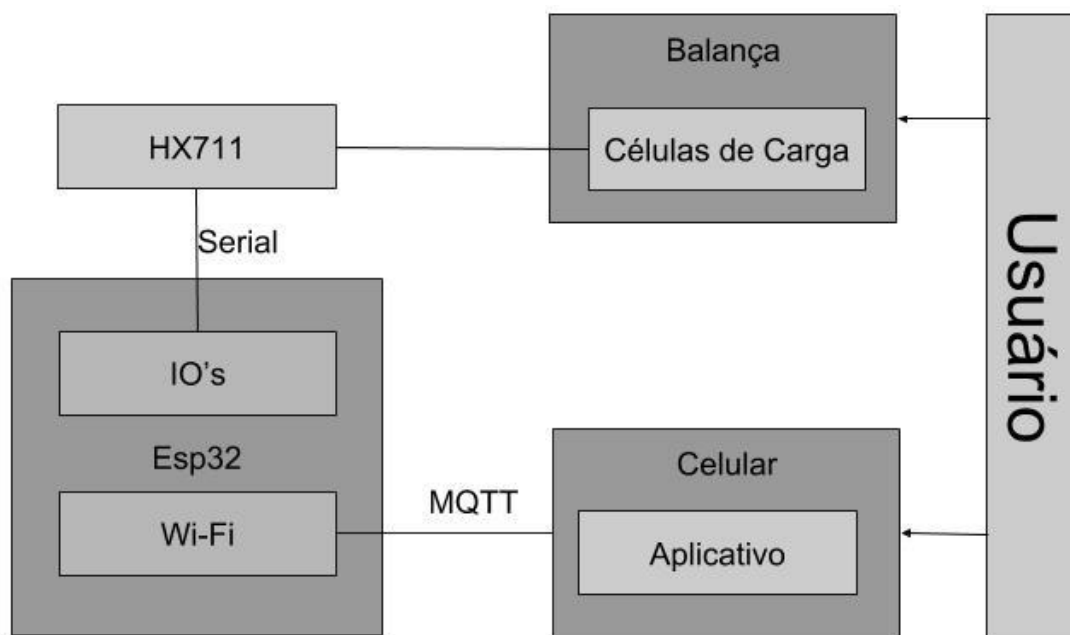 Balança
HX711
Células de Carga
Usuário
Serial
IO's
Esp32
Celular
MQTT
Wi-Fi
Aplicativo